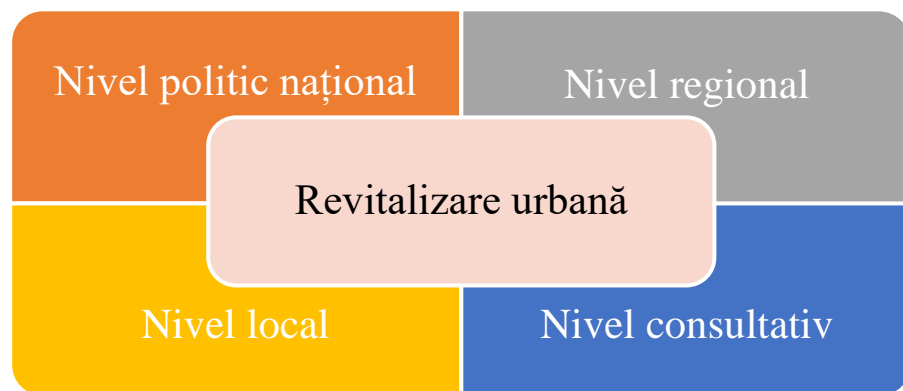 Nivel politic național
Nivel regional
Revitalizare urbană
Nivel local
Nivel consultativ